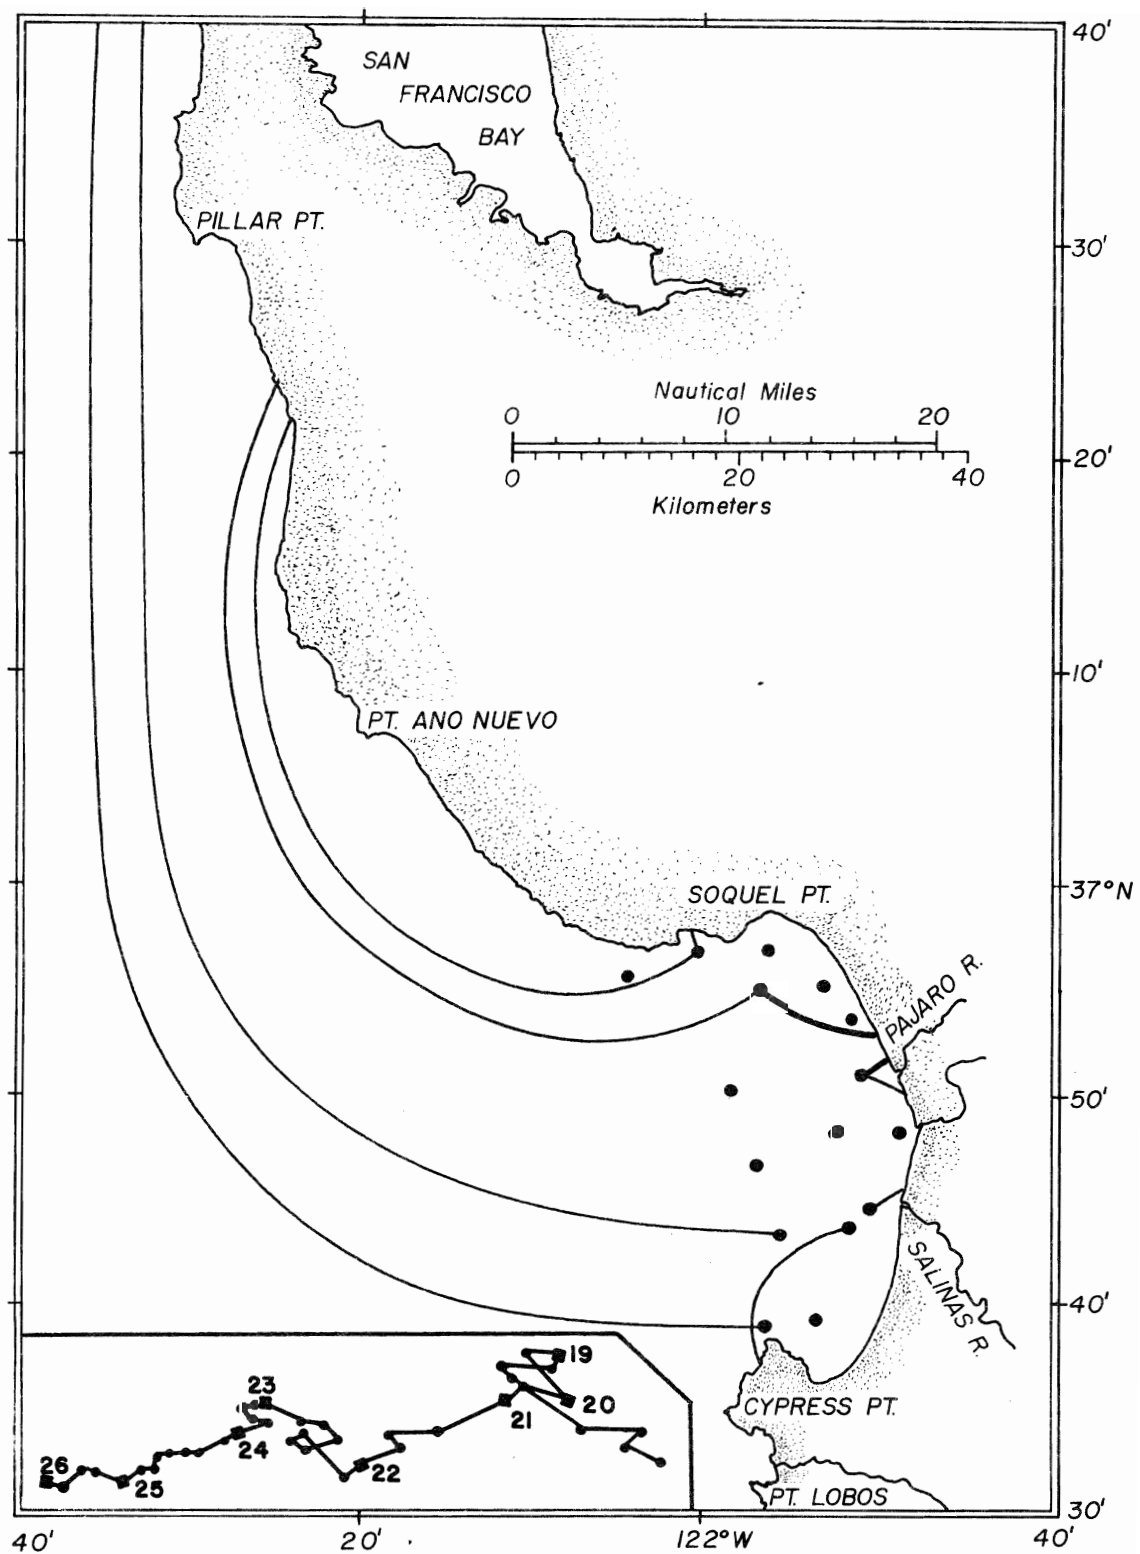 40'
SAN
FRANCISCO
BAY
PILLAR PT.
30'
Nautical Miles
0 10 20
20'
0 20 40
Kilometers
10'
PT. ANO NUEVO
37°N
SOQUEL PT.
PAJARO R.
50'
SALINAS R.
40'
19
23
20
CYPRESS PT.
21
24
26
22
25
PT. LOBOS
30'
40' 20' 122°W 40'